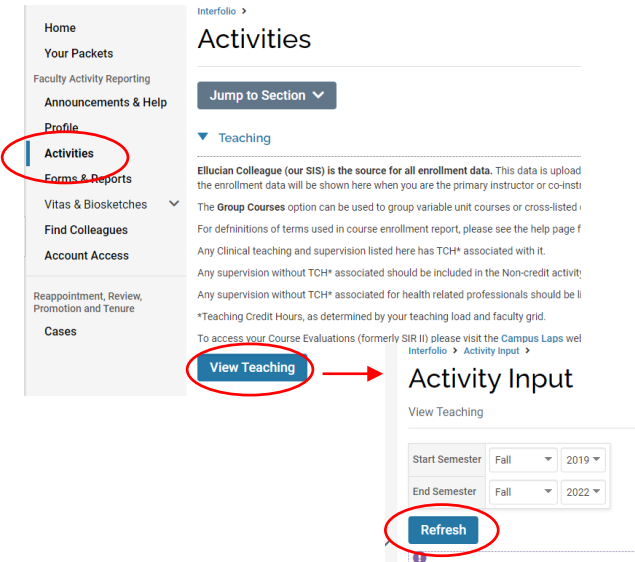 Home
Your Packets
Faculty Activity Reporting
Announcements & Help
Profile
Activities
Forms & Reports
Vitas & Biosketches
Find Colleagues
Account Access
Reappointment, Review,
Promotion and Tenure
Cases
Interfolio >
Activities
Jump to Section
Teaching
Ellucian Colleague (our SIS) is the source for all enrollment data. This data is upload
the enrollment data will be shown here when you are the primary instructor or co-inst
The Group Courses option can be used to group variable unit courses or cross-listed
For defninitions of terms used in course enrollment report, please see the help page f
Any Clinical teaching and supervision listed here has TCH* associated with it.
Any supervision without TCH* associated should be included in the Non-credit activity
Any supervision without TCH* associated for health related professionals should be li
*Teaching Credit Hours, as determined by your teaching load and faculty grid.
To access your Course Evaluations (formerly SIR II) please visit the Campus Laps wel
View Teaching
Interfolio > Activity Input >
Activity Input
View Teaching
Start Semester Fall 2019
End Semester Fall 2022
Refresh